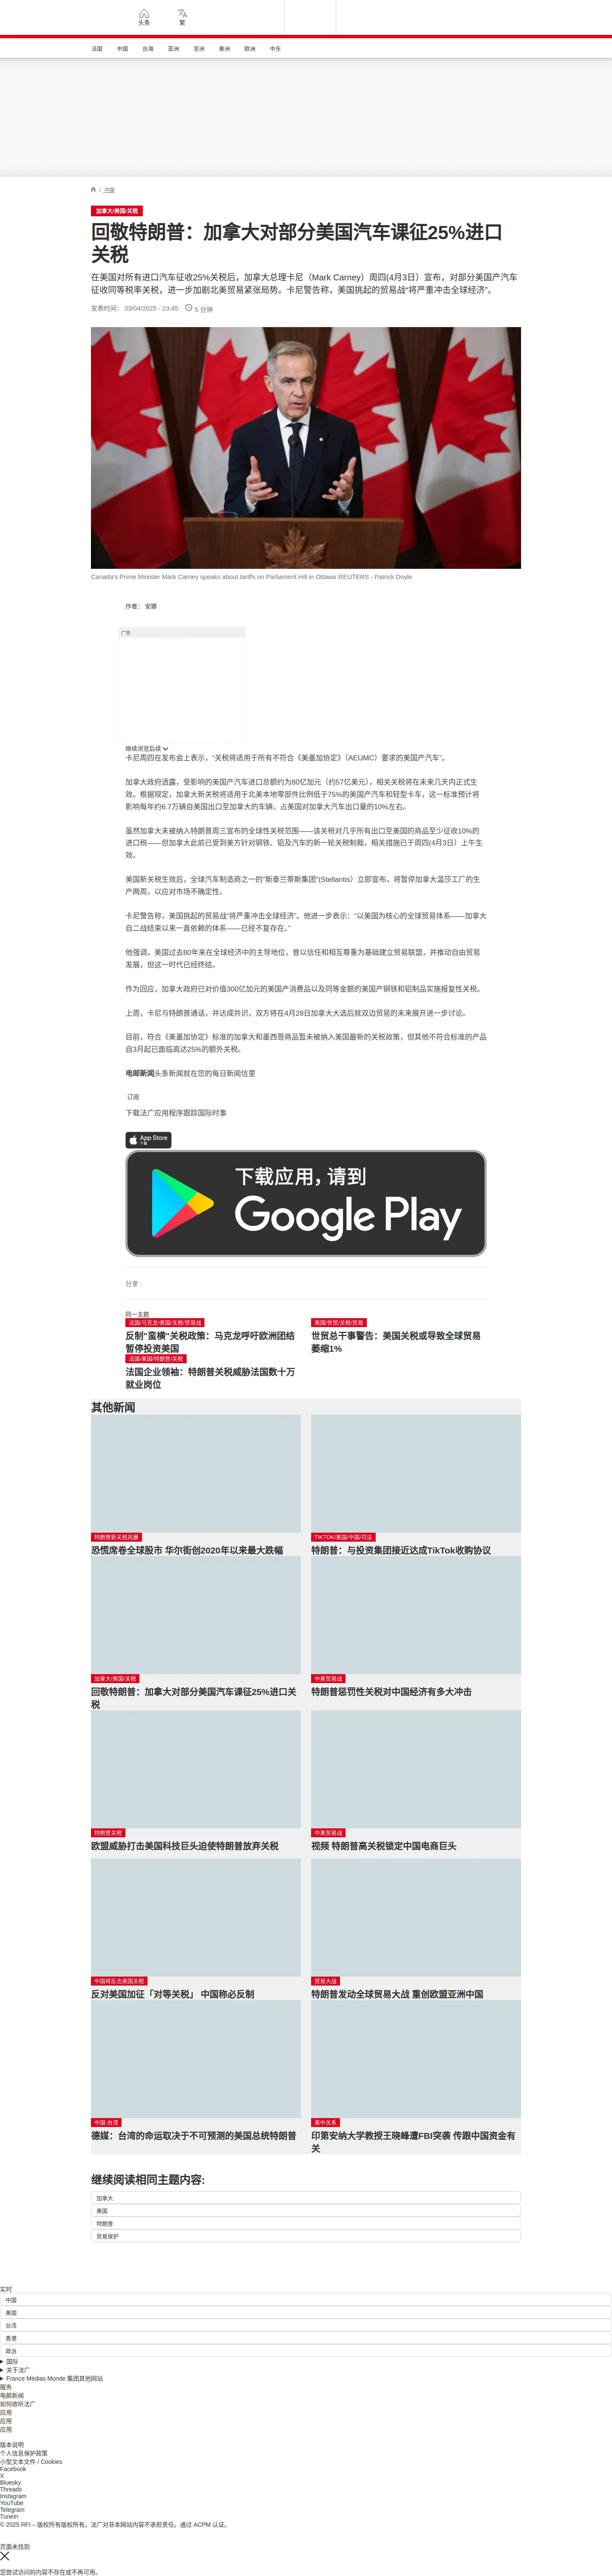 头条
繁
法国 中国 台海 亚洲 非洲 美洲 欧洲 中东
/ 中国
加拿大/美国/关税
回敬特朗普：加拿大对部分美国汽车课征25%进口
关税
在美国对所有进口汽车征收25%关税后，加拿大总理卡尼（Mark Carney）周四(4月3日）宣布，对部分美国产汽车
征收同等税率关税，进一步加剧北美贸易紧张局势。卡尼警告称，美国挑起的贸易战“将严重冲击全球经济”。
发表时间： 03/04/2025 - 23:45 5 分钟
Canada's Prime Minister Mark Carney speaks about tariffs on Parliament Hill in Ottawa REUTERS - Patrick Doyle
作者： 安娜
广告
继续浏览后续
卡尼周四在发布会上表示，“关税将适用于所有不符合《美墨加协定》（AEUMC）要求的美国产汽车”。
加拿大政府透露，受影响的美国产汽车进口总额约为80亿加元（约57亿美元），相关关税将在未来几天内正式生
效。根据规定，加拿大新关税将适用于北美本地零部件比例低于75%的美国产汽车和轻型卡车，这一标准预计将
影响每年约6.7万辆自美国出口至加拿大的车辆，占美国对加拿大汽车出口量的10%左右。
虽然加拿大未被纳入特朗普周三宣布的全球性关税范围——该关税对几乎所有出口至美国的商品至少征收10%的
进口税——但加拿大此前已受到美方针对钢铁、铝及汽车的新一轮关税制裁，相关措施已于周四(4月3日）上午生
效。
美国新关税生效后，全球汽车制造商之一的“斯泰兰蒂斯集团”(Stellantis）立即宣布，将暂停加拿大温莎工厂的生
产两周，以应对市场不确定性。
卡尼警告称，美国挑起的贸易战“将严重冲击全球经济”。他进一步表示：“以美国为核心的全球贸易体系——加拿大
自二战结束以来一直依赖的体系——已经不复存在。”
他强调，美国过去80年来在全球经济中的主导地位，曾以信任和相互尊重为基础建立贸易联盟，并推动自由贸易
发展，但这一时代已经终结。
作为回应，加拿大政府已对价值300亿加元的美国产消费品以及同等金额的美国产钢铁和铝制品实施报复性关税。
上周，卡尼与特朗普通话，并达成共识，双方将在4月28日加拿大大选后就双边贸易的未来展开进一步讨论。
目前，符合《美墨加协定》标准的加拿大和墨西哥商品暂未被纳入美国最新的关税政策，但其他不符合标准的产品
自3月起已面临高达25%的额外关税。
电邮新闻头条新闻就在您的每日新闻信里
订阅
下载法广应用程序跟踪国际时事
App Store
下载
下载应用，请到
Google Play
分享 :
同一主题
法国/马克龙/美国/关税/贸易战
反制“蛮横”关税政策：马克龙呼吁欧洲团结
暂停投资美国
美国/世贸/关税/贸易
世贸总干事警告：美国关税或导致全球贸易
萎缩1%
法国/美国/特朗普/关税
法国企业领袖：特朗普关税威胁法国数十万
就业岗位
其他新闻
特朗普新关税风暴
恐慌席卷全球股市 华尔街创2020年以来最大跌幅
TIKTOK/美国/中国/司法
特朗普：与投资集团接近达成TikTok收购协议
加拿大/美国/关税
回敬特朗普：加拿大对部分美国汽车课征25%进口关
税
中美贸易战
特朗普惩罚性关税对中国经济有多大冲击
特朗普关税
欧盟威胁打击美国科技巨头迫使特朗普放弃关税
中美贸易战
视频 特朗普高关税锁定中国电商巨头
中国将反击美国关税
反对美国加征「对等关税」 中国称必反制
贸易大战
特朗普发动全球贸易大战 重创欧盟亚洲中国
中国-台湾
德媒：台湾的命运取决于不可预测的美国总统特朗普
美中关系
印第安纳大学教授王晓峰遭FBI突袭 传跟中国资金有
关
继续阅读相同主题内容:
加拿大
美国
特朗普
贸易保护
实时
中国
美国
台湾
香港
政治
国际
关于法广
France Médias Monde 集团其他网站
服务
电邮新闻
如何收听法广
应用
应用
应用
版本说明
个人信息保护政策
小型文本文件 / Cookies
Facebook
X
Bluesky
Threads
Instagram
YouTube
Telegram
TuneIn
© 2025 RFI – 版权所有版权所有。法广对非本网站内容不承担责任。通过 ACPM 认证。
页面未找到
您尝试访问的内容不存在或不再可用。